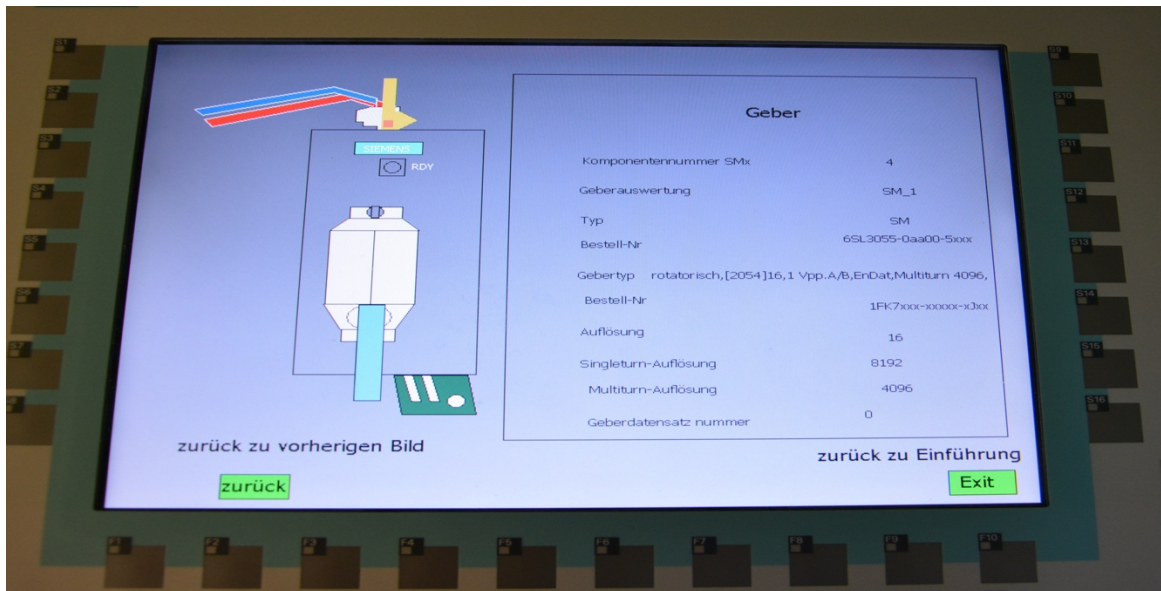 S1
S2
S3
S4
S5
S6
S7
S9
S10
S11
S12
S13
S14
S15
S16
SIEMENS
RDY
Geber
Komponentennummer SMx 4
Geberauswertung SM_1
Typ SM
Bestell-Nr 6SL3055-0aa00-5xxx
Gebertyp rotatorisch,[2054]16,1 Vpp.A/B,EnDat,Multiturn 4096,
Bestell-Nr 1FK7xxx-xxxxx-xJxx
Auflösung 16
Singleturn-Auflösung 8192
Multiturn-Auflösung 4096
Geberdatensatz nummer 0
zurück zu vorherigen Bild
zurück
zurück zu Einführung
Exit
F1
F2
F3
F4
F5
F6
F7
F8
F9
F10